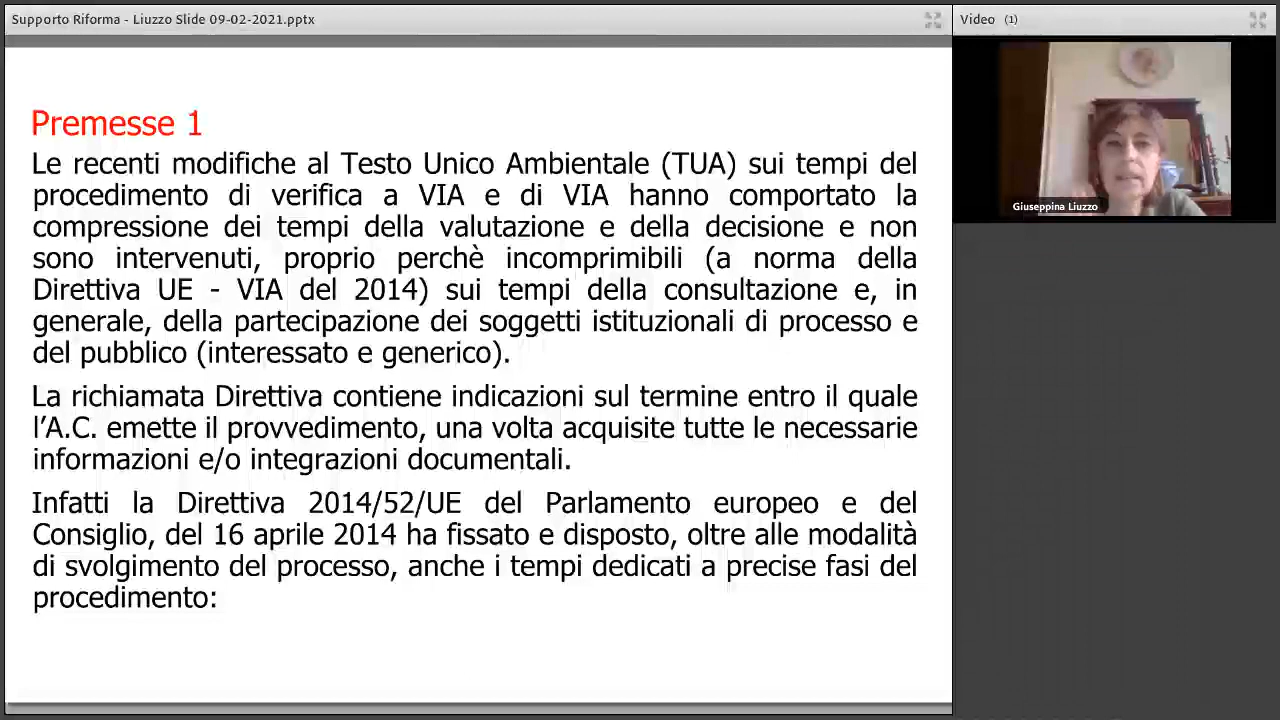 Supporto Riforma - Liuzzo Slide 09-02-2021.pptx
Video (1)
Premesse 1
Le recenti modifiche al Testo Unico Ambientale (TUA) sui tempi del
procedimento di verifica a VIA e di VIA hanno comportato la
compressione dei tempi della valutazione e della decisione e non
sono intervenuti, proprio perchè incomprimibili (a norma della
Direttiva UE - VIA del 2014) sui tempi della consultazione e, in
generale, della partecipazione dei soggetti istituzionali di processo e
del pubblico (interessato e generico).
La richiamata Direttiva contiene indicazioni sul termine entro il quale
l’A.C. emette il provvedimento, una volta acquisite tutte le necessarie
informazioni e/o integrazioni documentali.
Infatti la Direttiva 2014/52/UE del Parlamento europeo e del
Consiglio, del 16 aprile 2014 ha fissato e disposto, oltre alle modalità
di svolgimento del processo, anche i tempi dedicati a precise fasi del
procedimento:
Giuseppina Liuzzo